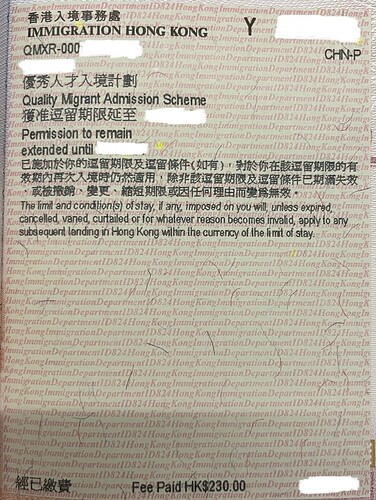 香港入境事務處
IMMIGRATION HONG KONG Y
QMXR-000
CHN-P
優秀人才入境計劃
Quality Migrant Admission Scheme
獲准逗留期限延至
Permission to remain
extended until
已施加於你的逗留期限及逗留條件(如有)，對於你在該逗留期限的有
效期內再次入境時仍然適用，除非該逗留期限及逗留條件已期滿失效
、或被撤銷、變更、縮短期限或因任何理由而變為無效。
The limit and condition(s) of stay, if any, imposed on you will, unless expired,
cancelled, varied, curtailed or for whatever reason becomes invalid, apply to any
subsequent landing in Hong Kong within the currency of the limit of stay.
經已繳費 Fee Paid HK$230.00